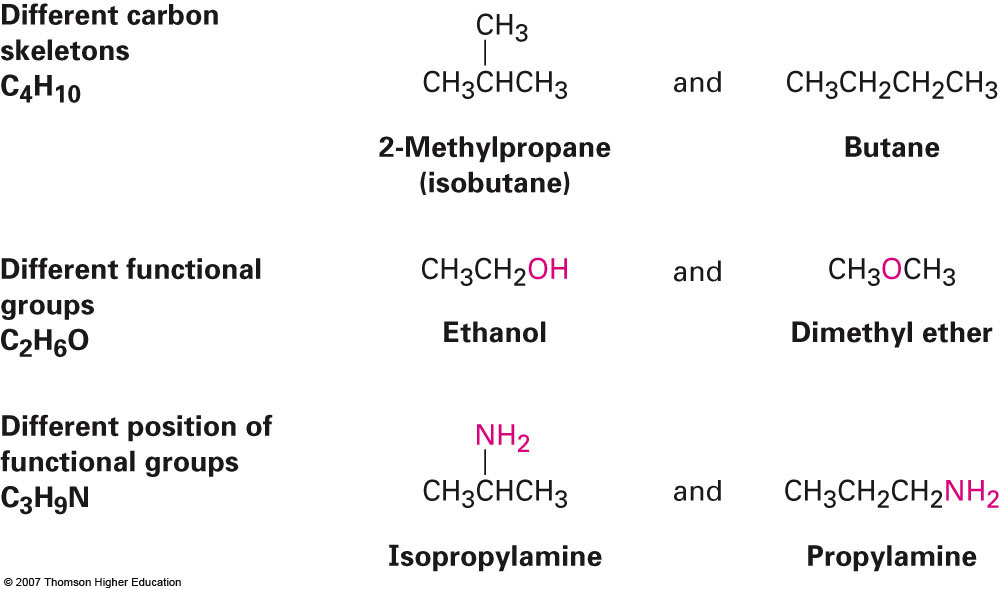 Different carbon
skeletons
C₄H₁₀
CH₃
CH₃CHCH₃ and CH₃CH₂CH₂CH₃
2-Methylpropane Butane
(isobutane)
Different functional
groups
C₂H₆O
CH₃CH₂OH and CH₃OCH₃
Ethanol Dimethyl ether
Different position of
functional groups
C₃H₉N
NH₂
CH₃CHCH₃ and CH₃CH₂CH₂NH₂
Isopropylamine Propylamine
© 2007 Thomson Higher Education